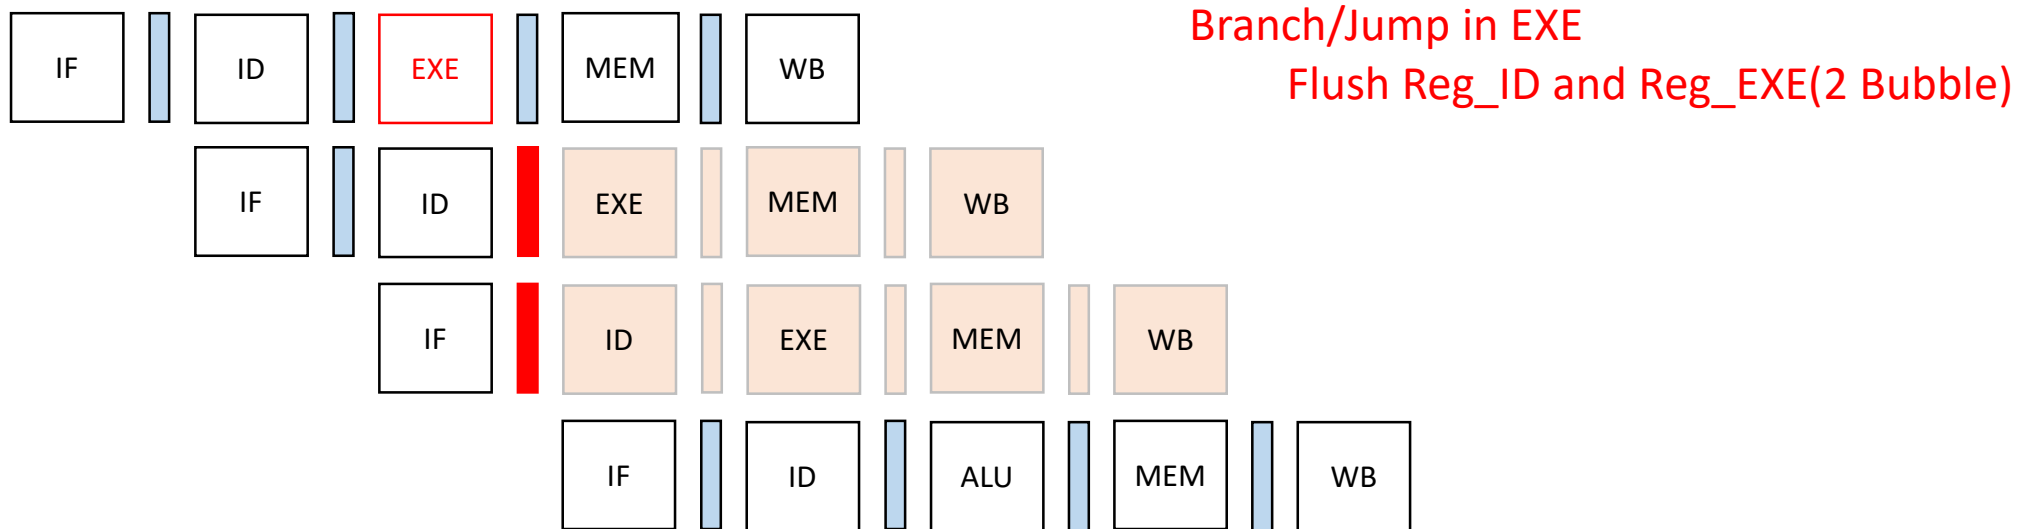 Branch/Jump in EXE
Flush Reg_ID and Reg_EXE(2 Bubble)
IF ID EXE MEM WB
IF ID EXE MEM WB
IF ID EXE MEM WB
IF ID ALU MEM WB